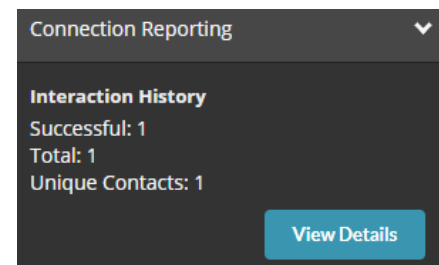 Connection Reporting
Interaction History
Successful: 1
Total: 1
Unique Contacts: 1
View Details